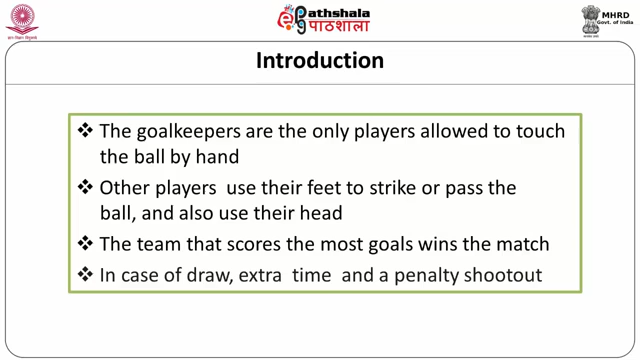 Pathshala
पाठशाला
MHRD
Govt. of India
Introduction
❖ The goalkeepers are the only players allowed to touch
the ball by hand
❖ Other players use their feet to strike or pass the
ball, and also use their head
❖ The team that scores the most goals wins the match
❖ In case of draw, extra time and a penalty shootout